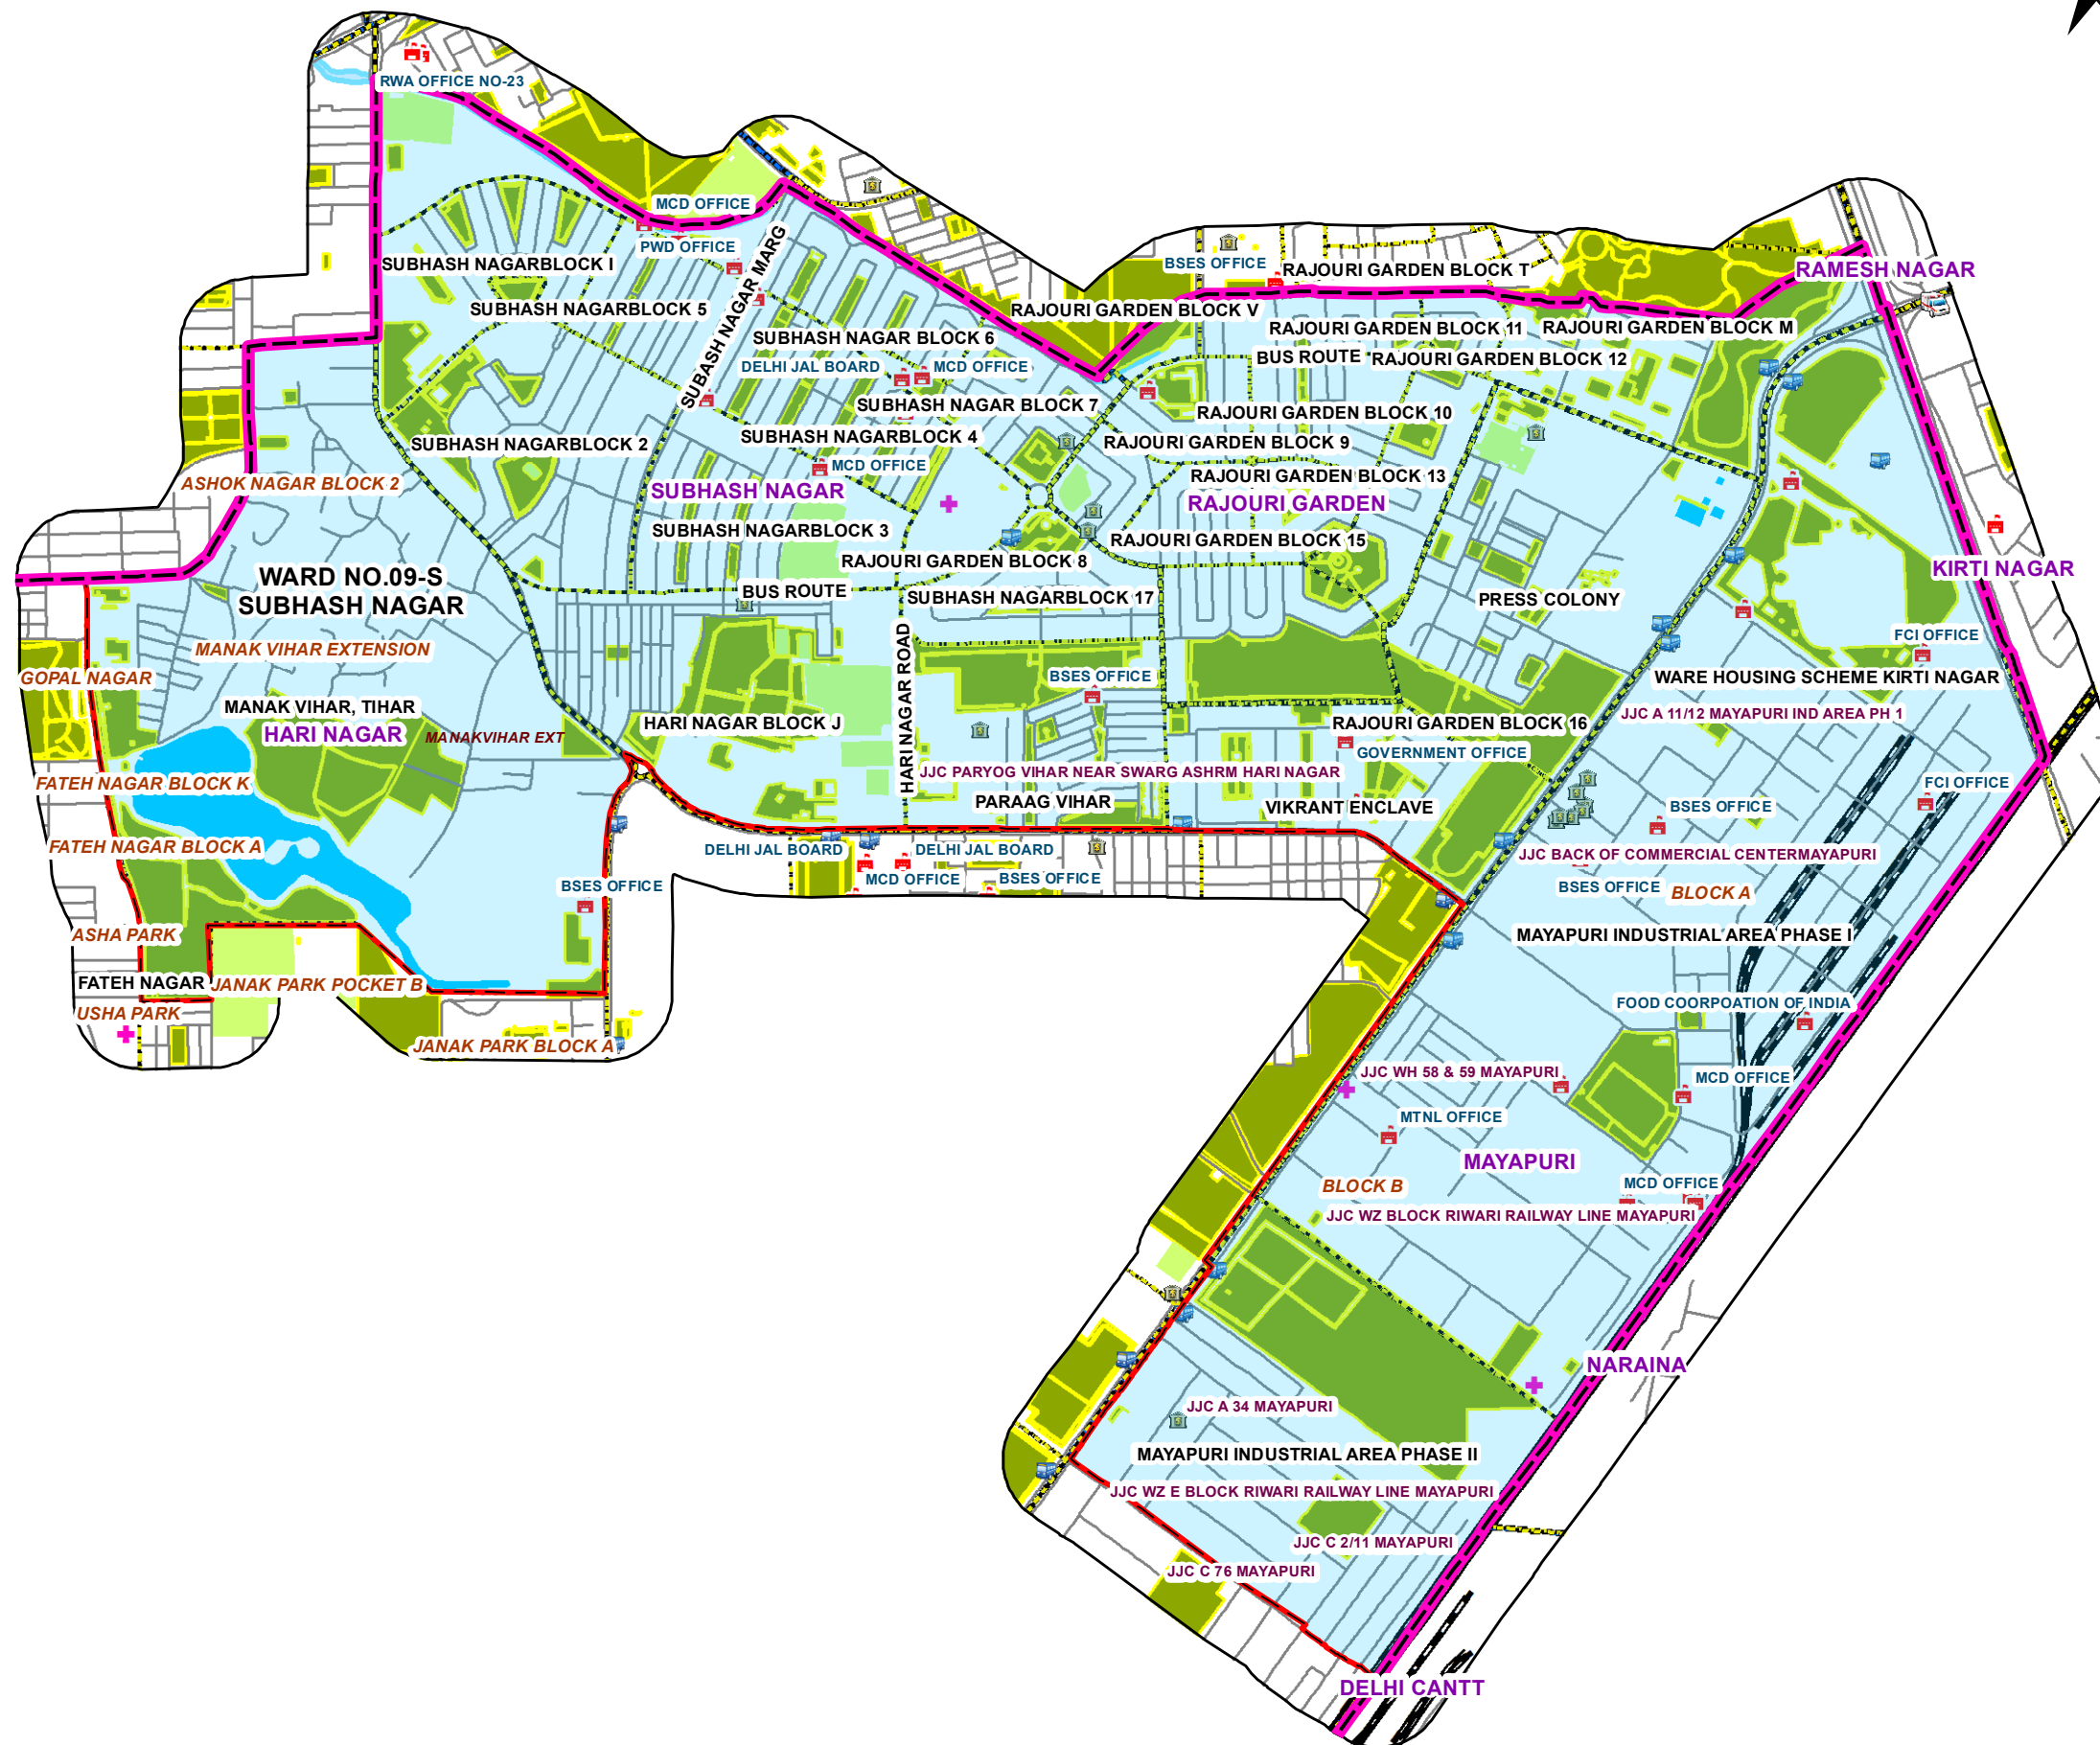 RWA OFFICE NO-23
MCD OFFICE
PWD OFFICE
SUBASH NAGAR MARG
SUBHASH NAGARBLOCK I
BSES OFFICE
RAJOURI GARDEN BLOCK T
RAMESH NAGAR
SUBHASH NAGARBLOCK 5
RAJOURI GARDEN BLOCK V
RAJOURI GARDEN BLOCK 11
RAJOURI GARDEN BLOCK M
SUBHASH NAGAR BLOCK 6
BUS ROUTE
RAJOURI GARDEN BLOCK 12
DELHI JAL BOARD
MCD OFFICE
SUBHASH NAGAR BLOCK 7
RAJOURI GARDEN BLOCK 10
SUBHASH NAGARBLOCK 2
SUBHASH NAGARBLOCK 4
RAJOURI GARDEN BLOCK 9
MCD OFFICE
ASHOK NAGAR BLOCK 2
SUBHASH NAGAR
RAJOURI GARDEN BLOCK 13
RAJOURI GARDEN
SUBHASH NAGARBLOCK 3
RAJOURI GARDEN BLOCK 15
RAJOURI GARDEN BLOCK 8
KIRTI NAGAR
WARD NO.09-S
SUBHASH NAGAR
BUS ROUTE
SUBHASH NAGARBLOCK 17
PRESS COLONY
HARI NAGAR ROAD
FCI OFFICE
MANAK VIHAR EXTENSION
GOPAL NAGAR
BSES OFFICE
WARE HOUSING SCHEME KIRTI NAGAR
MANAK VIHAR, TIHAR
HARI NAGAR
MANAKVIHAR EXT
HARI NAGAR BLOCK J
RAJOURI GARDEN BLOCK 16
JJC A 11/12 MAYAPURI IND AREA PH 1
GOVERNMENT OFFICE
JJC PARYOG VIHAR NEAR SWARG ASHRM HARI NAGAR
FATEH NAGAR BLOCK K
FCI OFFICE
PARAAG VIHAR
VIKRANT ENCLAVE
BSES OFFICE
FATEH NAGAR BLOCK A
DELHI JAL BOARD
DELHI JAL BOARD
JJC BACK OF COMMERCIAL CENTERMAYAPURI
BSES OFFICE
MCD OFFICE
BSES OFFICE
BSES OFFICE
BLOCK A
ASHA PARK
MAYAPURI INDUSTRIAL AREA PHASE I
FATEH NAGAR
JANAK PARK POCKET B
FOOD COORPOATION OF INDIA
USHA PARK
JANAK PARK BLOCK A
JJC WH 58 & 59 MAYAPURI
MCD OFFICE
MTNL OFFICE
MAYAPURI
BLOCK B
MCD OFFICE
JJC WZ BLOCK RIWARI RAILWAY LINE MAYAPURI
NARAINA
JJC A 34 MAYAPURI
MAYAPURI INDUSTRIAL AREA PHASE II
JJC WZ E BLOCK RIWARI RAILWAY LINE MAYAPURI
JJC C 2/11 MAYAPURI
JJC C 76 MAYAPURI
DELHI CANTT